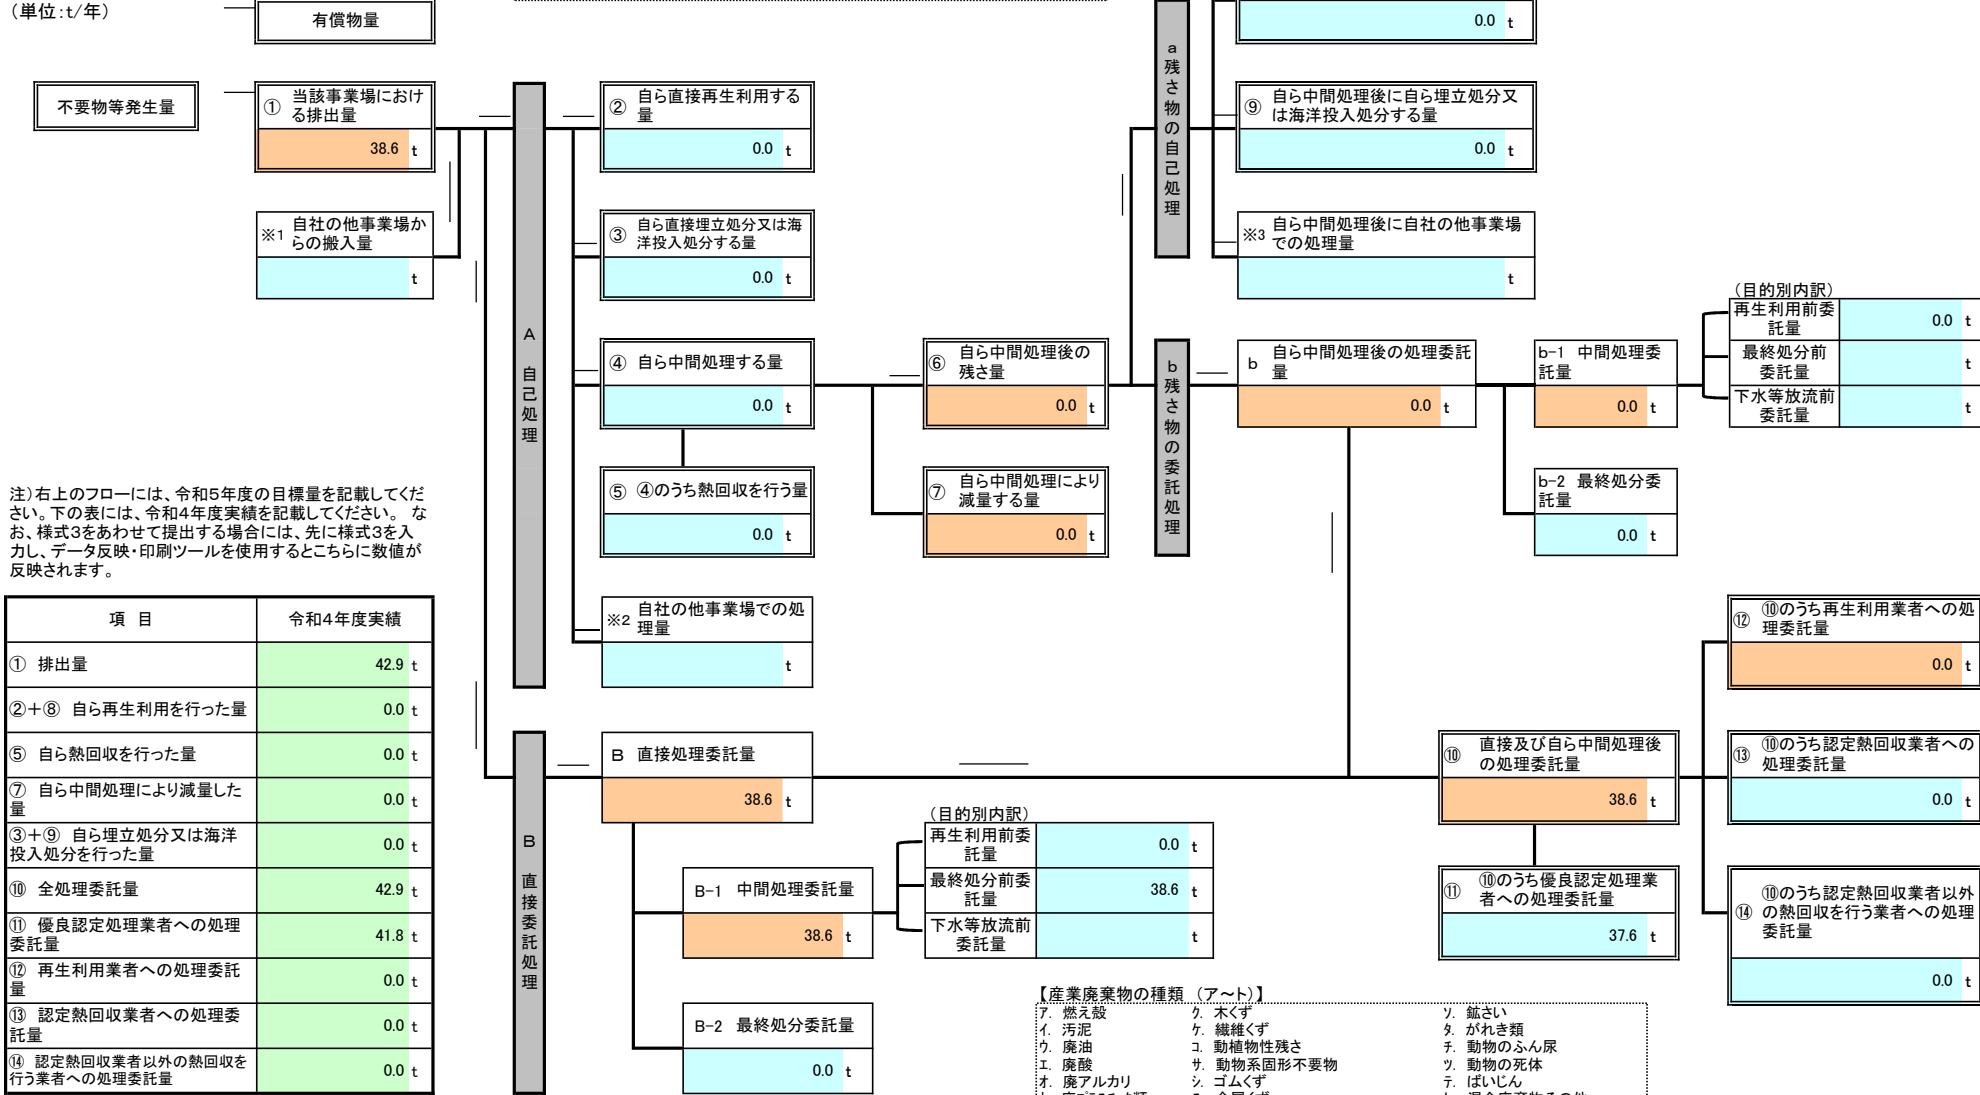 (単位:t/年)
有償物量
0.0 t
不要物等発生量
① 当該事業場におけ
る排出量
38.6 t
※1 自社の他事業場か
らの搬入量
t
A 自己処理
② 自ら直接再生利用する
量
0.0 t
③ 自ら直接埋立処分又は海
洋投入処分する量
0.0 t
④ 自ら中間処理する量
0.0 t
⑤ ④のうち熱回収を行う量
0.0 t
※2 自社の他事業場での処
理量
t
⑥ 自ら中間処理後の
残さ量
0.0 t
⑦ 自ら中間処理により
減量する量
0.0 t
a 残さ物の自己処理
⑨ 自ら中間処理後に自ら埋立処分又
は海洋投入処分する量
0.0 t
※3 自ら中間処理後に自社の他事業場
での処理量
t
b 残さ物の委託処理
b 自ら中間処理後の処理委託
量
0.0 t
b-1 中間処理委
託量
0.0 t
b-2 最終処分委
託量
0.0 t
(目的別内訳)
再生利用前委
託量
0.0 t
最終処分前
委託量
t
下水等放流前
委託量
t
注)右上のフローには、令和5年度の目標量を記載してくだ
さい。下の表には、令和4年度実績を記載してください。 な
お、様式3をあわせて提出する場合には、先に様式3を入
力し、データ反映・印刷ツールを使用するとこちらに数値が
反映されます。
項 目 令和4年度実績
① 排出量 42.9 t
②+⑧ 自ら再生利用を行った量 0.0 t
⑤ 自ら熱回収を行った量 0.0 t
⑦ 自ら中間処理により減量した
量 0.0 t
③+⑨ 自ら埋立処分又は海洋
投入処分を行った量 0.0 t
⑩ 全処理委託量 42.9 t
⑪ 優良認定処理業者への処理
委託量 41.8 t
⑫ 再生利用業者への処理委託
量 0.0 t
⑬ 認定熱回収業者への処理委
託量 0.0 t
⑭ 認定熱回収業者以外の熱回収を
行う業者への処理委託量 0.0 t
B 直接委託処理
B 直接処理委託量
38.6 t
B-1 中間処理委託量
38.6 t
B-2 最終処分委託量
0.0 t
(目的別内訳)
再生利用前委
託量
0.0 t
最終処分前委
託量
38.6 t
下水等放流前
委託量
t
⑩ 直接及び自ら中間処理後
の処理委託量
38.6 t
⑪ ⑩のうち優良認定処理業
者への処理委託量
37.6 t
⑫ ⑩のうち再生利用業者への処
理委託量
0.0 t
⑬ ⑩のうち認定熱回収業者への
処理委託量
0.0 t
⑭ ⑩のうち認定熱回収業者以外
の熱回収を行う業者への処理
委託量
0.0 t
【産業廃棄物の種類 (ア~ト)】
ア. 燃え殻 ク. 木くず ソ. 鉱さい
イ. 汚泥 ケ. 繊維くず タ. がれき類
ウ. 廃油 コ. 動植物性残さ チ. 動物のふん尿
エ. 廃酸 サ. 動物系固形不要物 ツ. 動物の死体
オ. 廃アルカリ シ. ゴムくず テ. ばいじん